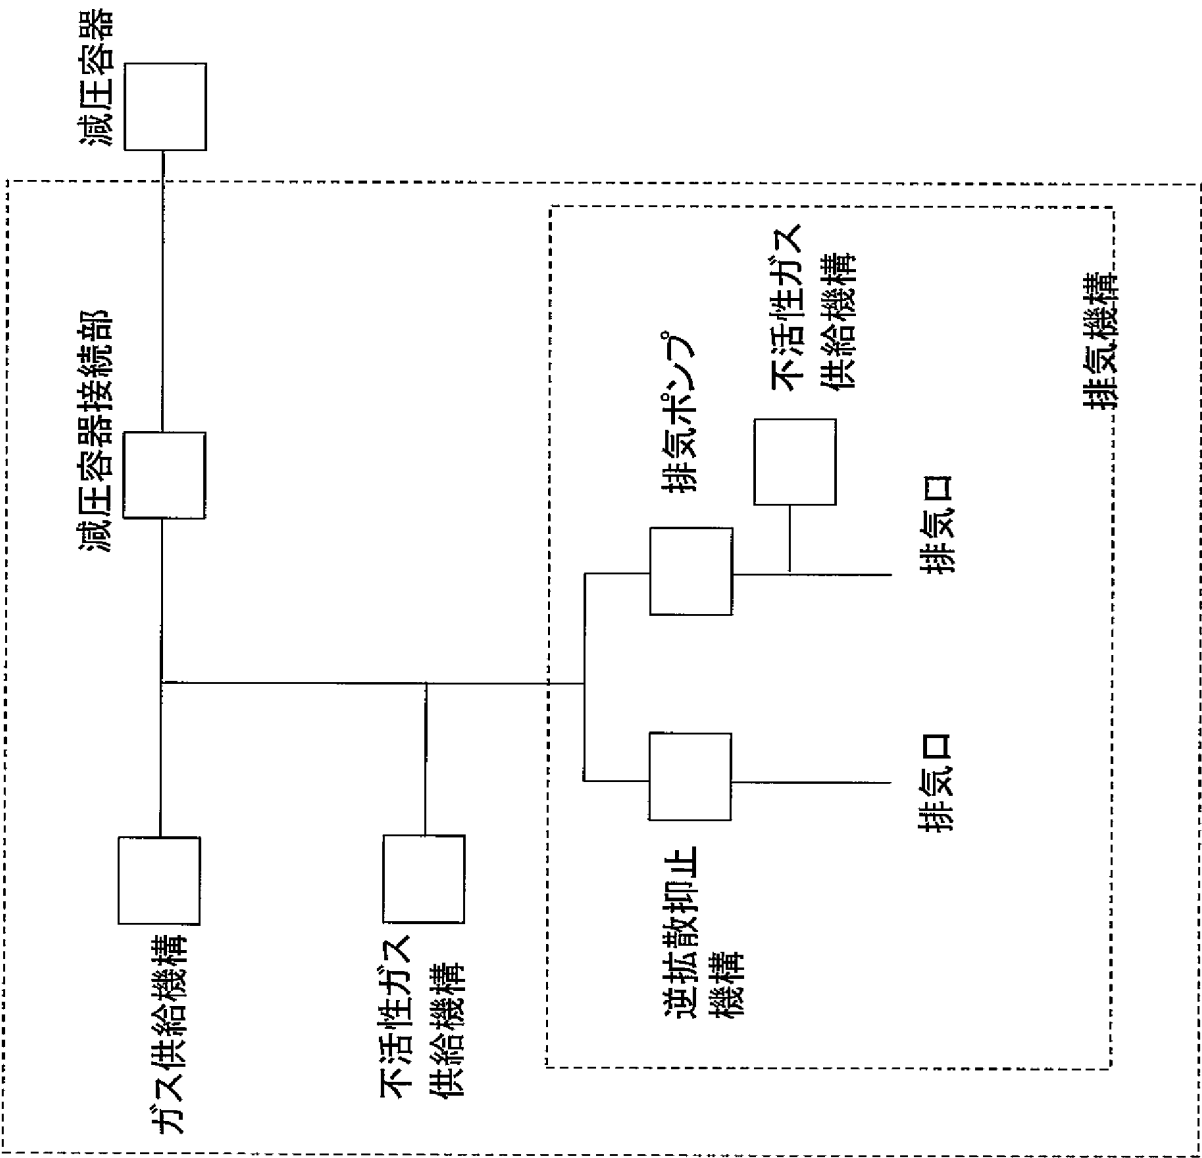 減圧容器
減圧容器接続部
ガス供給機構
不活性ガス
供給機構
逆拡散抑止
機構
排気ポンプ
不活性ガス
供給機構
排気口
排気口
排気機構